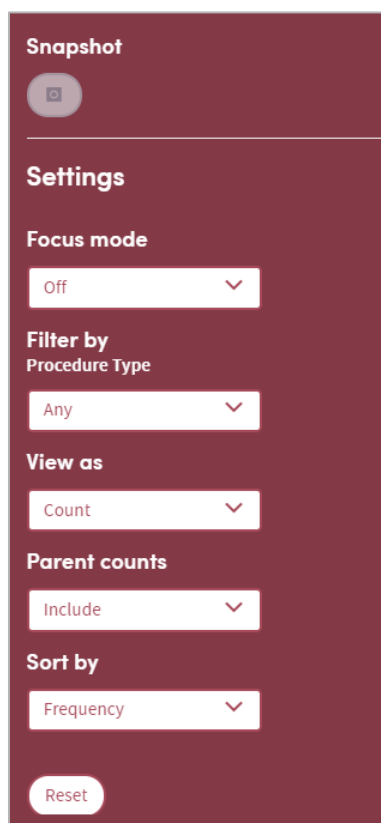 Snapshot
Settings
Focus mode
Off
Filter by
Procedure Type
Any
View as
Count
Parent counts
Include
Sort by
Frequency
Reset